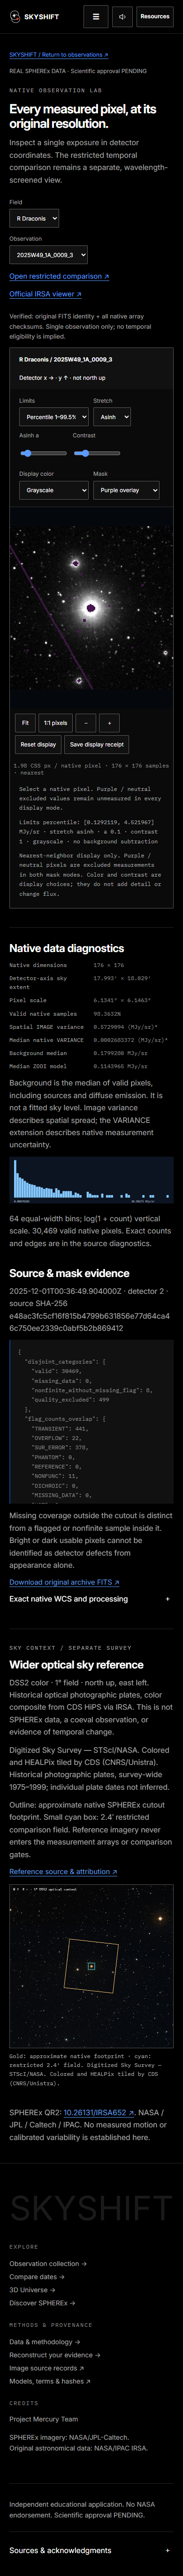 SKYSHIFT
Resources
SKYSHIFT / Return to observations ↗
REAL SPHEREx DATA · Scientific approval PENDING
NATIVE OBSERVATION LAB
Every measured pixel, at its
original resolution.
Inspect a single exposure in detector
coordinates. The restricted temporal
comparison remains a separate, wavelength-
screened view.
Field
R Draconis
Observation
2025W49_1A_0009_3
Open restricted comparison ↗
Official IRSA viewer ↗
Verified: original FITS identity + all native array
checksums. Single observation only; no temporal
eligibility is implied.
R Draconis / 2025W49_1A_0009_3
Detector x → · y ↑ · not north up
Limits
Stretch
Percentile 1–99.5%
Asinh
Asinh a
Contrast
Display color
Mask
Grayscale
Purple overlay
Fit
1:1 pixels
−
+
Reset display
Save display receipt
1.90 CSS px / native pixel · 176 × 176 samples
· nearest
Select a native pixel. Purple / neutral
excluded values remain unmeasured in every
display mode.
Limits percentile: [0.1292119, 4.521967]
MJy/sr · stretch asinh · a 0.1 · contrast
1 · grayscale · no background subtraction
Nearest-neighbor display only. Purple /
neutral pixels are excluded measurements
in both mask modes. Color and contrast are
display choices; they do not add detail or
change flux.
Native data diagnostics
Native dimensions 176 × 176
Detector-axis sky extent 17.993′ × 18.029′
Pixel scale 6.1341″ × 6.1463″
Valid native samples 98.3632%
Spatial IMAGE variance 0.5729094 (MJy/sr)²
Median native VARIANCE 0.0002683372 (MJy/sr)²
Background median 0.1799280 MJy/sr
Median ZODI model 0.1143965 MJy/sr
Background is the median of valid pixels,
including sources and diffuse emission. It is
not a fitted sky level. Image variance
describes spatial spread; the VARIANCE
extension describes native measurement
uncertainty.
64 equal-width bins; log(1 + count) vertical
scale. 30,469 valid native pixels. Exact counts
and edges are in the source diagnostics.
Source & mask evidence
2025-12-01T00:36:49.904000Z · detector 2 ·
source SHA-256
e48ac3fc5cf16f815b4799b631856e77d64ca4
6c750ee2339c0abf5b2b869412
{
"disjoint_categories": {
"valid": 30469,
"missing_data": 0,
"nonfinite_without_missing_flag": 8,
"quality_excluded": 499
},
"flag_counts_overlap": {
"TRANSIENT": 441,
"OVERFLOW": 22,
"SUR_ERROR": 378,
"PHANTOM": 0,
"REFERENCE": 0,
"NONFUNC": 11,
"DICHROIC": 0,
"MISSING_DATA": 0,
Missing coverage outside the cutout is distinct
from a flagged or nonfinite sample inside it.
Bright or dark usable pixels cannot be
identified as detector defects from
appearance alone.
Download original archive FITS ↗
Exact native WCS and processing +
SKY CONTEXT / SEPARATE SURVEY
Wider optical sky reference
DSS2 color · 1° field · north up, east left.
Historical optical photographic plates, color
composite from CDS HiPS via IRSA. This is not
SPHEREx data, a coeval observation, or
evidence of temporal change.
Digitized Sky Survey — STScI/NASA. Colored
and HEALPix tiled by CDS (CNRS/Unistra).
Historical photographic plates, survey-wide
1975–1999; individual plate dates not inferred.
Outline: approximate native SPHEREx cutout
footprint. Small cyan box: 2.4′ restricted
comparison field. Reference imagery never
enters the measurement arrays or comparison
gates.
Reference source & attribution ↗
Gold: approximate native footprint · cyan:
restricted 2.4′ field. Digitized Sky Survey —
STScI/NASA. Colored and HEALPix tiled by CDS
(CNRS/Unistra).
SPHEREx QR2: 10.26131/IRSA652 ↗. NASA /
JPL / Caltech / IPAC. No measured motion or
calibrated variability is established here.
SKYSHIFT
EXPLORE
Observation collection →
Compare dates →
3D Universe →
Discover SPHEREx →
METHODS & PROVENANCE
Data & methodology →
Reconstruct your evidence →
Image source records ↗
Models, terms & hashes ↗
CREDITS
Project Mercury Team
SPHEREx imagery: NASA/JPL-Caltech.
Original astronomical data: NASA/IPAC IRSA.
Independent educational application. No NASA
endorsement. Scientific approval PENDING.
Sources & acknowledgments +